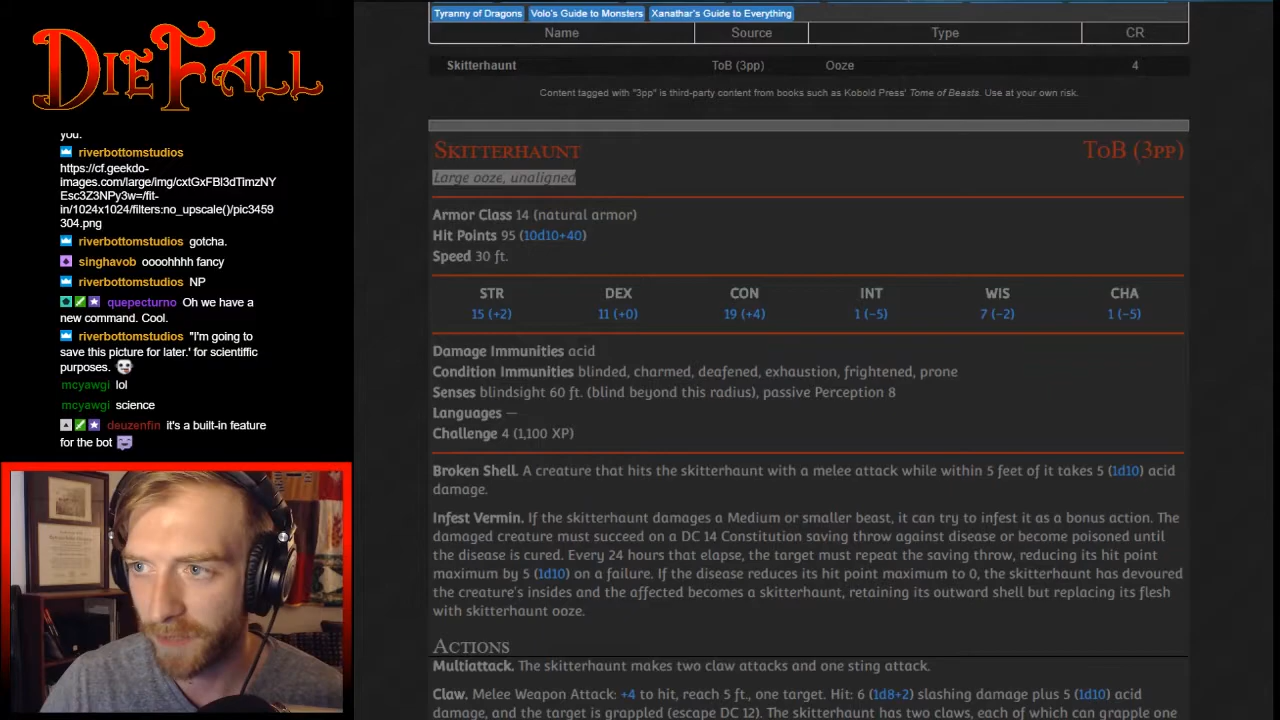 DIEFALL
you.
riverbottomstudios
https://cf.geekdo-
images.com/large/img/cxtGxFBl3dTimzNY
Esc3Z3NPy3w=/fit-
in/1024x1024/filters:no_upscale()/pic3459
304.png
riverbottomstudios gotcha.
singhavob oooohhhh fancy
riverbottomstudios NP
quepecturno Oh we have a
new command. Cool.
riverbottomstudios "I'm going to
save this picture for later.' for scientific
purposes.
mcyawgi lol
mcyawgi science
deuzenfin it's a built-in feature
for the bot
Tyranny of Dragons Volo's Guide to Monsters Xanathar's Guide to Everything
Name Source Type CR
Skitterhaunt ToB (3pp) Ooze 4
Content tagged with "3pp" is third-party content from books such as Kobold Press' Tome of Beasts. Use at your own risk.
SKITTERHAUNT TOB (3PP)
Large ooze, unaligned
Armor Class 14 (natural armor)
Hit Points 95 (10d10+40)
Speed 30 ft.
STR DEX CON INT WIS CHA
15 (+2) 11 (+0) 19 (+4) 1 (−5) 7 (−2) 1 (−5)
Damage Immunities acid
Condition Immunities blinded, charmed, deafened, exhaustion, frightened, prone
Senses blindsight 60 ft. (blind beyond this radius), passive Perception 8
Languages —
Challenge 4 (1,100 XP)
Broken Shell. A creature that hits the skitterhaunt with a melee attack while within 5 feet of it takes 5 (1d10) acid
damage.
Infest Vermin. If the skitterhaunt damages a Medium or smaller beast, it can try to infest it as a bonus action. The
damaged creature must succeed on a DC 14 Constitution saving throw against disease or become poisoned until
the disease is cured. Every 24 hours that elapse, the target must repeat the saving throw, reducing its hit point
maximum by 5 (1d10) on a failure. If the disease reduces its hit point maximum to 0, the skitterhaunt has devoured
the creature's insides and the affected becomes a skitterhaunt, retaining its outward shell but replacing its flesh
with skitterhaunt ooze.
ACTIONS
Multiattack. The skitterhaunt makes two claw attacks and one sting attack.
Claw. Melee Weapon Attack: +4 to hit, reach 5 ft., one target. Hit: 6 (1d8+2) slashing damage plus 5 (1d10) acid
damage, and the target is grappled (escape DC 12). The skitterhaunt has two claws, each of which can grapple one